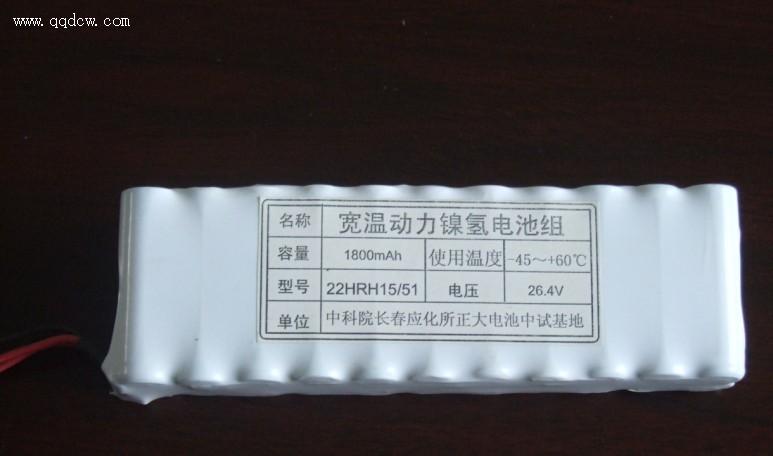 www.qqdcw.com
名称 宽温动力镍氢电池组
容量 1800mAh 使用温度 -45～+60℃
型号 22HRH15/51 电压 26.4V
单位 中科院长春应化所正大电池中试基地